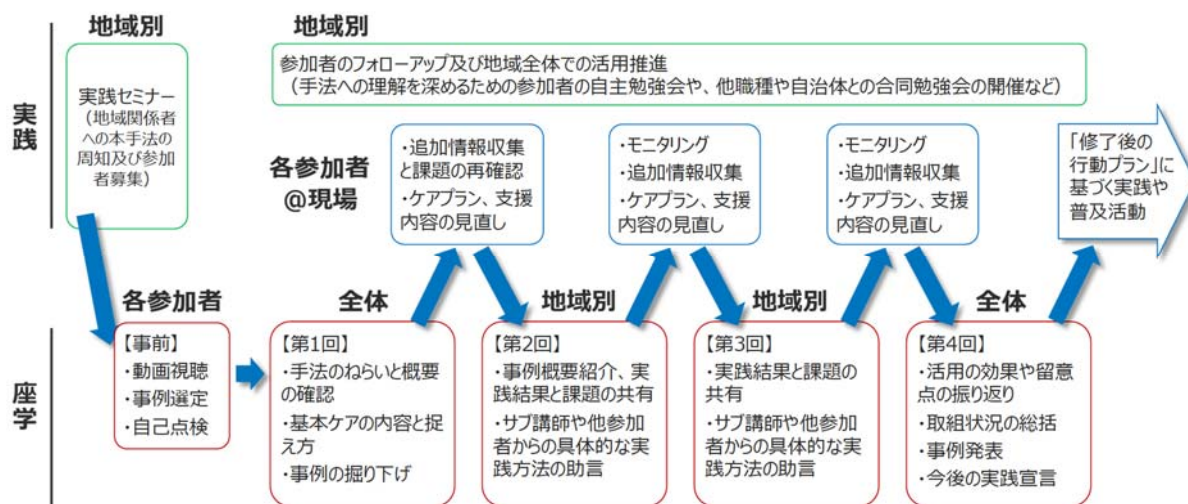 実践
地域別
実践セミナー
（地域関係者
への本手法の
周知及び参加
者募集）
地域別
参加者のフォローアップ及び地域全体での活用推進
（手法への理解を深めるための参加者の自主勉強会や、他職種や自治体との合同勉強会の開催など）
各参加者
@現場
・追加情報収集
と課題の再確認
・ケアプラン、支援
内容の見直し
・モニタリング
・追加情報収集
・ケアプラン、支援
内容の見直し
・モニタリング
・追加情報収集
・ケアプラン、支援
内容の見直し
「修了後の
行動プラン」に
基づく実践や
普及活動
座学
各参加者
【事前】
・動画視聴
・事例選定
・自己点検
全体
【第1回】
・手法のねらいと概要
の確認
・基本ケアの内容と捉
え方
・事例の掘り下げ
地域別
【第2回】
・事例概要紹介、実
践結果と課題の共有
・サブ講師や他参加
者からの具体的な実
践方法の助言
地域別
【第3回】
・実践結果と課題の
共有
・サブ講師や他参加
者からの具体的な実
践方法の助言
全体
【第4回】
・活用の効果や留意
点の振り返り
・取組状況の総括
・事例発表
・今後の実践宣言